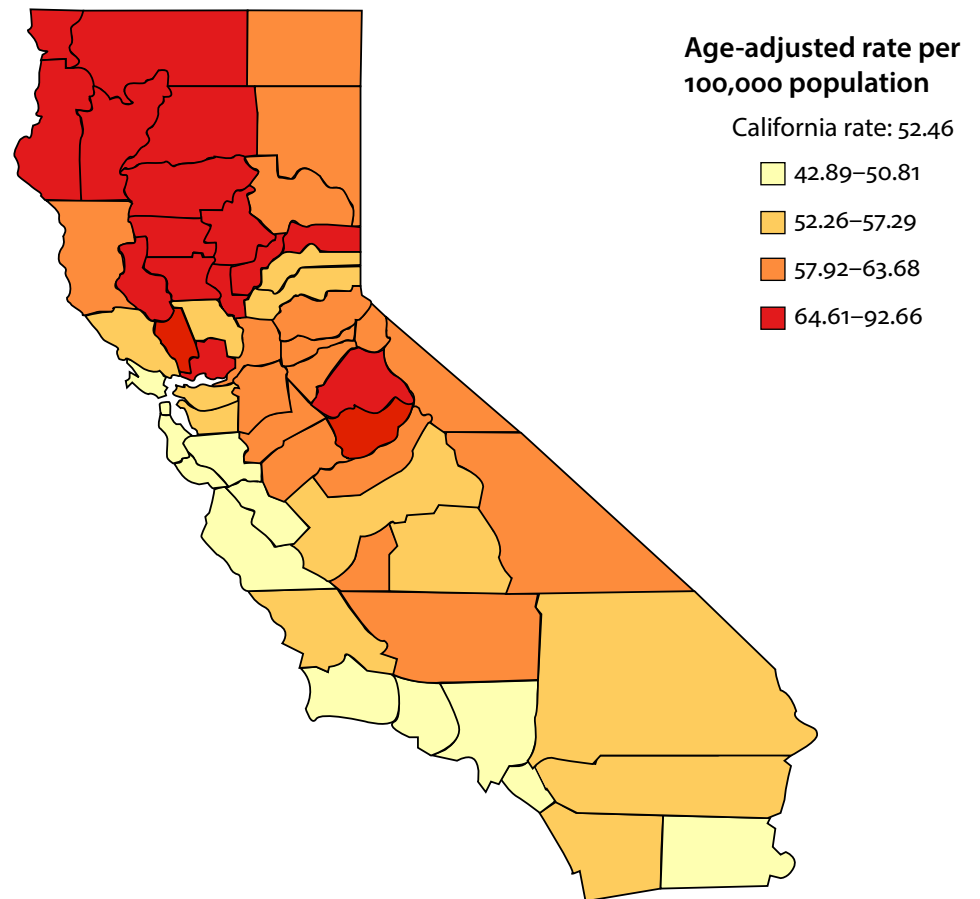 Age-adjusted rate per
100,000 population
California rate: 52.46
42.89–50.81
52.26–57.29
57.92–63.68
64.61–92.66